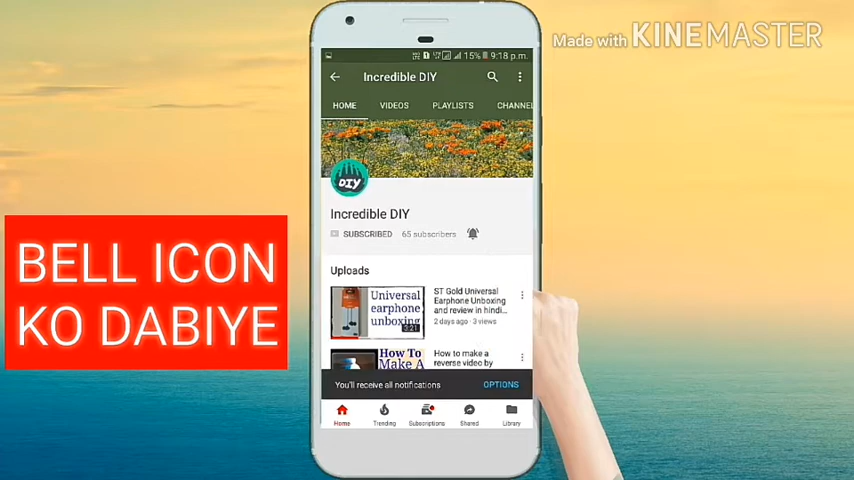 Made with KINEMASTER
15% 9:18 p.m.
Incredible DIY
HOME VIDEOS PLAYLISTS CHANNEL
DIY
Incredible DIY
SUBSCRIBED 65 subscribers
BELL ICON
KO DABIYE
Uploads
Universal
earphone
unboxing
3:21
ST Gold Universal
Earphone Unboxing
and review in hindi...
2 days ago · 3 views
How To
Make A
How to make a
reverse video by
You'll receive all notifications OPTIONS
Home Trending Subscriptions Shared Library